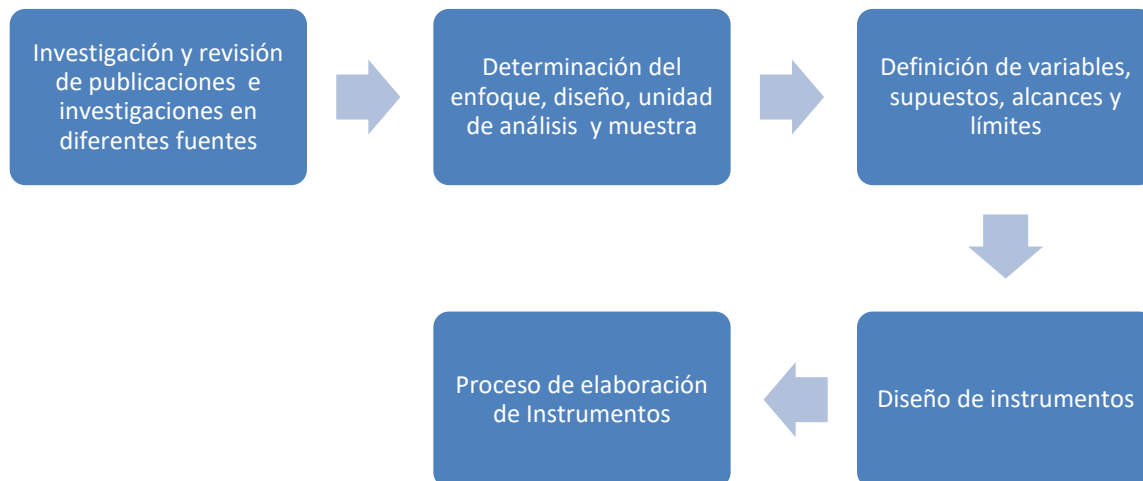 Investigación y revisión
de publicaciones e
investigaciones en
diferentes fuentes
Determinación del
enfoque, diseño, unidad
de análisis y muestra
Definición de variables,
supuestos, alcances y
límites
Diseño de instrumentos
Proceso de elaboración
de Instrumentos